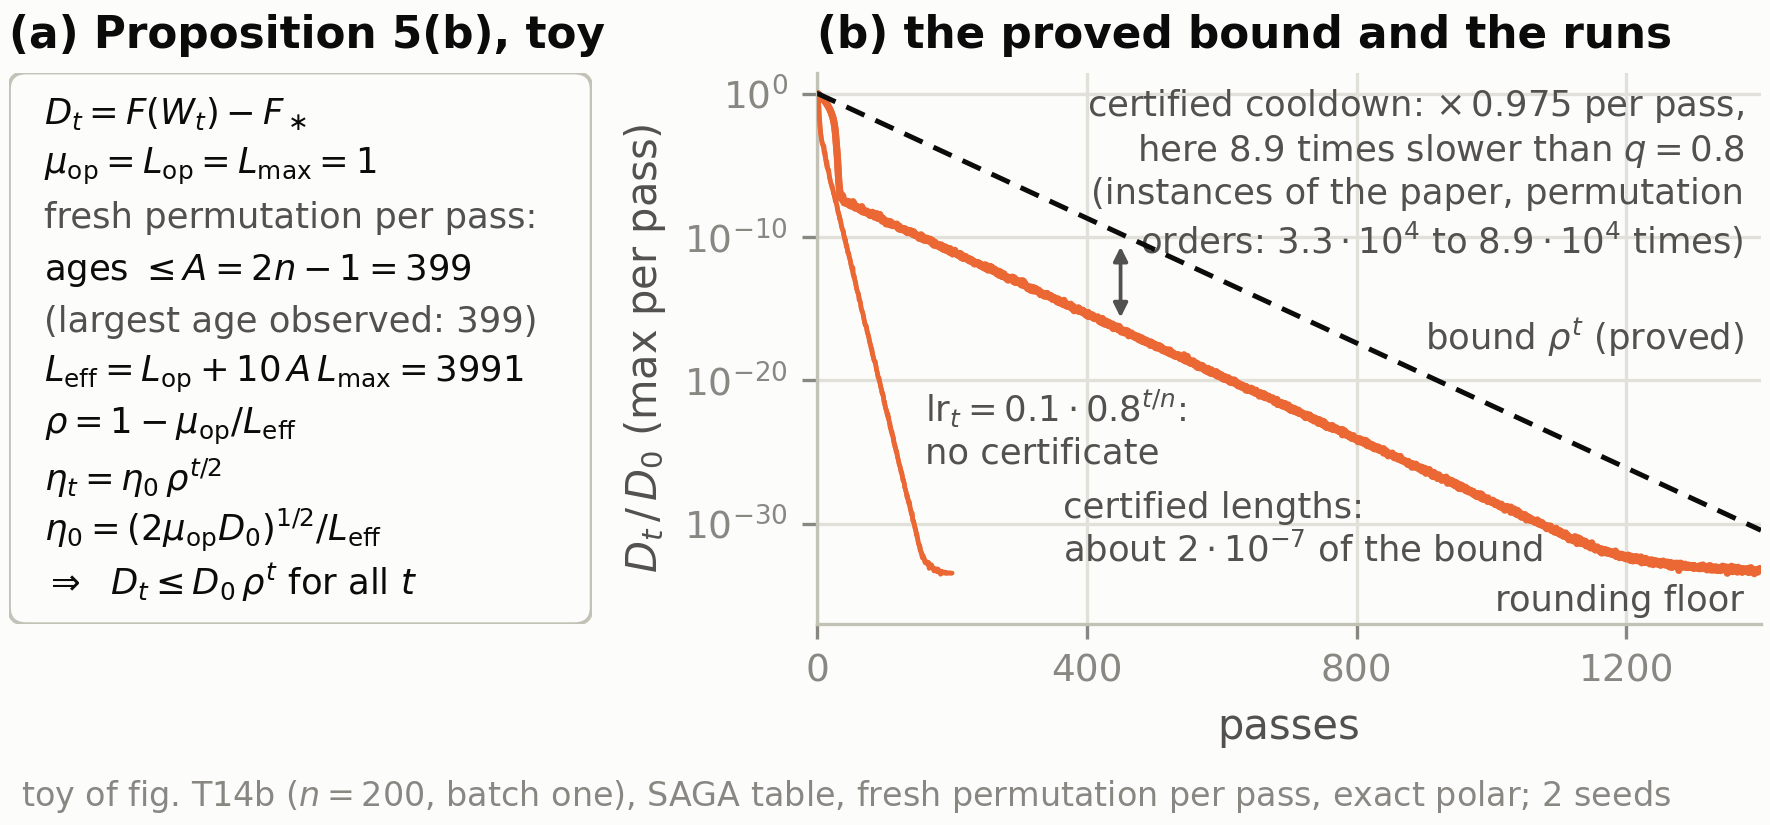 (a) Proposition 5(b), toy
D_t = F(W_t) − F_∗
μ_op = L_op = L_max = 1
fresh permutation per pass:
ages ≤ A = 2n − 1 = 399
(largest age observed: 399)
L_eff = L_op + 10 A L_max = 3991
ρ = 1 − μ_op/L_eff
η_t = η_0 ρ^{t/2}
η_0 = (2μ_op D_0)^{1/2}/L_eff
⇒ D_t ≤ D_0 ρ^t for all t
(b) the proved bound and the runs
D_t / D_0 (max per pass)
10^0
10^{−10}
10^{−20}
10^{−30}
certified cooldown: × 0.975 per pass,
here 8.9 times slower than q = 0.8
(instances of the paper, permutation
orders: 3.3 · 10^4 to 8.9 · 10^4 times)
bound ρ^t (proved)
lr_t = 0.1 · 0.8^{t/n}:
no certificate
certified lengths:
about 2 · 10^{−7} of the bound
rounding floor
0 400 800 1200
passes
toy of fig. T14b (n = 200, batch one), SAGA table, fresh permutation per pass, exact polar; 2 seeds